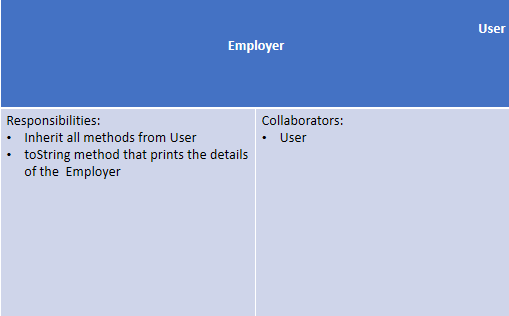 User
Employer
Responsibilities:
• Inherit all methods from User
• toString method that prints the details
of the Employer
Collaborators:
• User